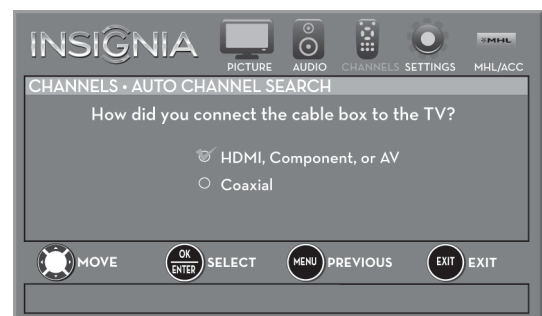 INSIGNIA
PICTURE AUDIO CHANNELS SETTINGS MHL MHL/ACC
CHANNELS • AUTO CHANNEL SEARCH
How did you connect the cable box to the TV?
HDMI, Component, or AV
Coaxial
MOVE OK ENTER SELECT MENU PREVIOUS EXIT EXIT